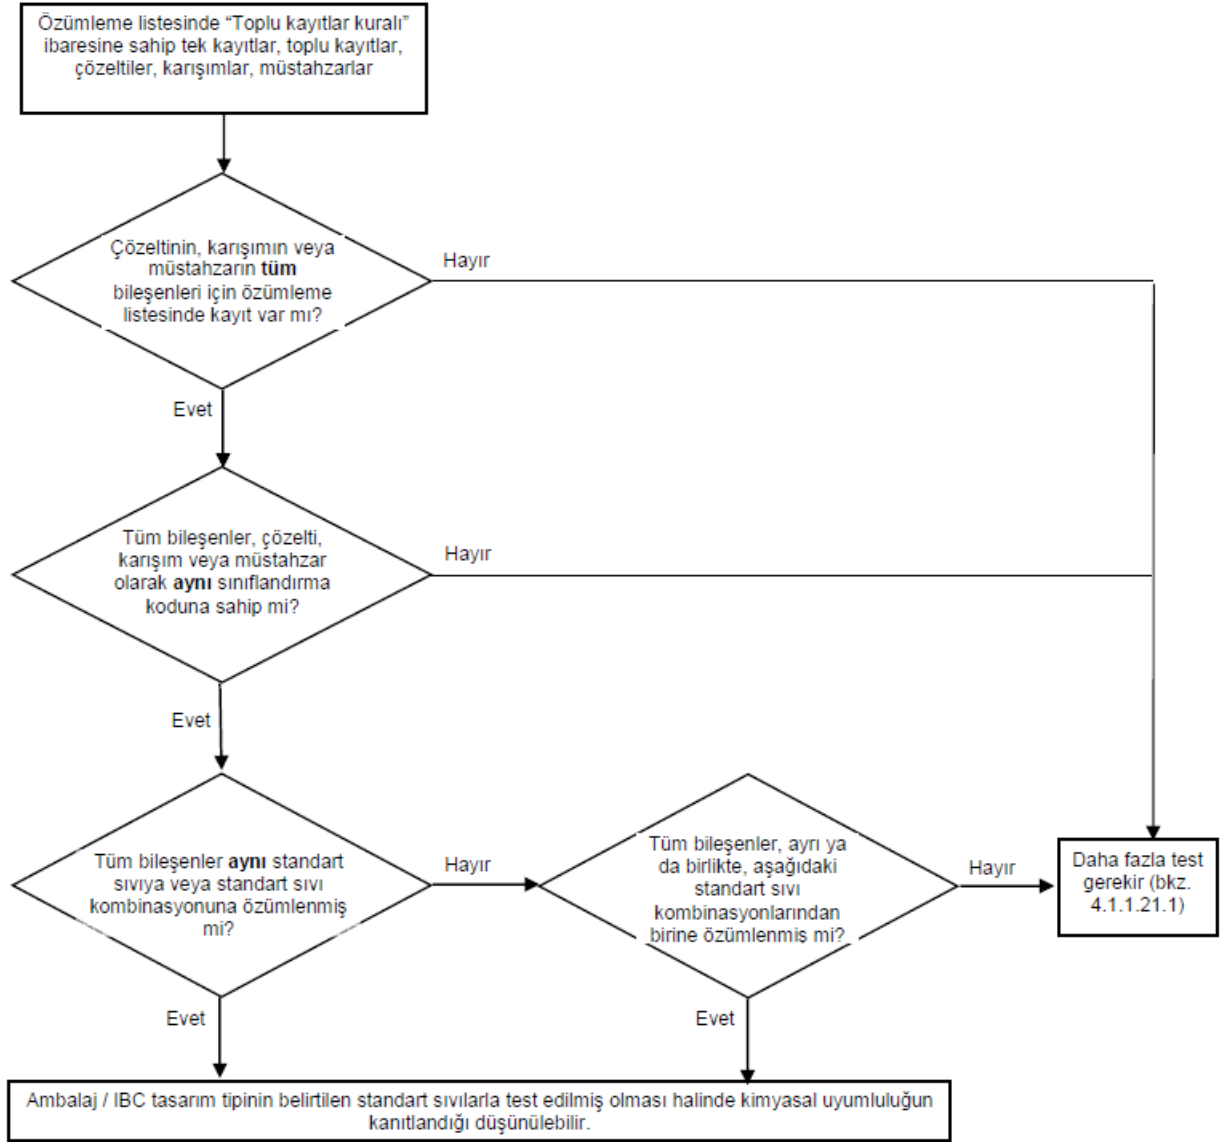 Özümleme listesinde “Toplu kayıtlar kuralı”
ibaresine sahip tek kayıtlar, toplu kayıtlar,
çözeltiler, karışımlar, müstahzarlar
Çözeltinin, karışımın veya
müstahzarın tüm
bileşenleri için özümleme
listesinde kayıt var mı?
Hayır
Evet
Tüm bileşenler, çözelti,
karışım veya müstahzar
olarak aynı sınıflandırma
koduna sahip mi?
Hayır
Evet
Tüm bileşenler aynı standart
sıvıya veya standart sıvı
kombinasyonuna özümlenmiş
mi?
Hayır
Tüm bileşenler, ayrı ya
da birlikte, aşağıdaki
standart sıvı
kombinasyonlarından
birine özümlenmiş mi?
Hayır
Daha fazla test
gerekir (bkz.
4.1.1.21.1)
Evet
Evet
Ambalaj / IBC tasarım tipinin belirtilen standart sıvılarla test edilmiş olması halinde kimyasal uyumluluğun
kanıtlandığı düşünülebilir.